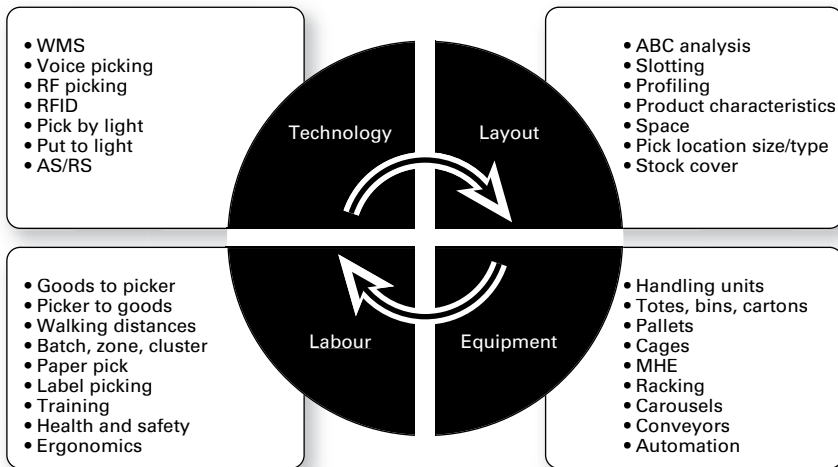 • WMS
• Voice picking
• RF picking
• RFID
• Pick by light
• Put to light
• AS/RS
Technology
Layout
• ABC analysis
• Slotting
• Profiling
• Product characteristics
• Space
• Pick location size/type
• Stock cover
• Goods to picker
• Picker to goods
• Walking distances
• Batch, zone, cluster
• Paper pick
• Label picking
• Training
• Health and safety
• Ergonomics
Labour
Equipment
• Handling units
• Totes, bins, cartons
• Pallets
• Cages
• MHE
• Racking
• Carousels
• Conveyors
• Automation